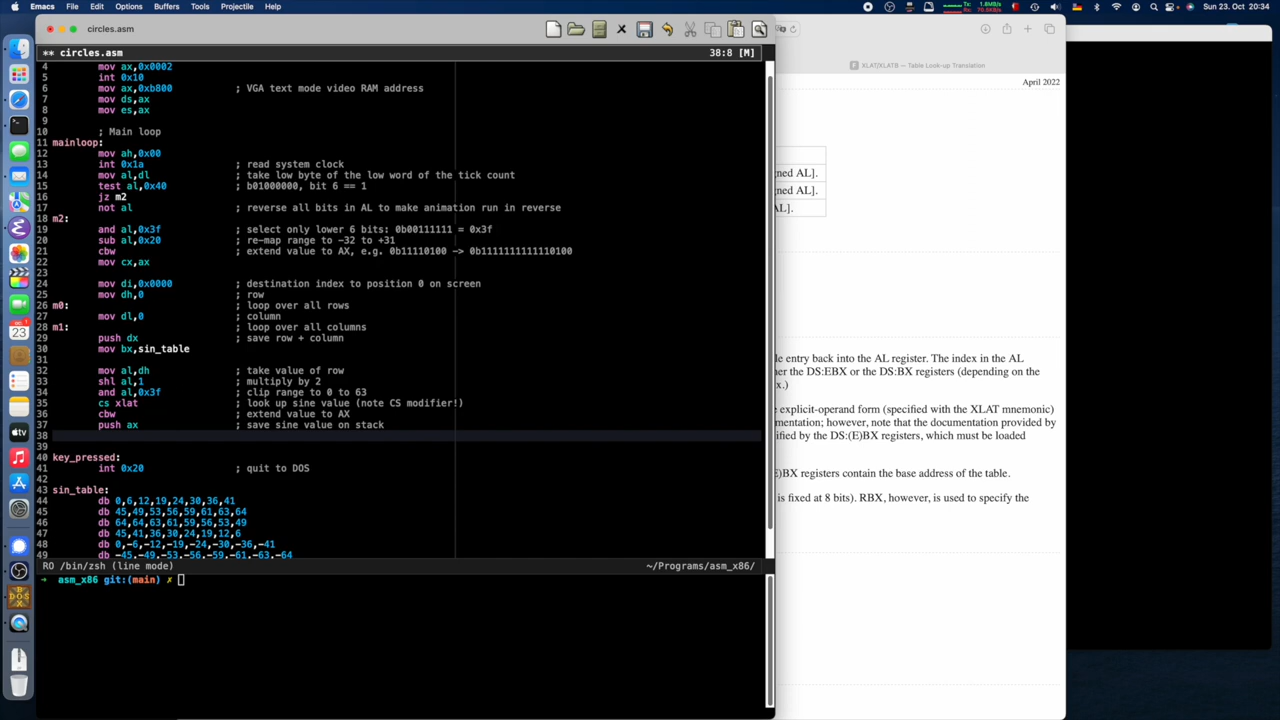 Emacs File Edit Options Buffers Tools Projectile Help
Tx: 1.8MB/s
Rx: 70.8KB/s
Sun 23. Oct 20:34
circles.asm
** circles.asm 38:8 [M]
4 mov ax,0x0002
5 int 0x10
6 mov ax,0xb800 ; VGA text mode video RAM address
7 mov ds,ax
8 mov es,ax
9
10 ; Main loop
11 mainloop:
12 mov ah,0x00
13 int 0x1a ; read system clock
14 mov al,dl ; take low byte of the low word of the tick count
15 test al,0x40 ; b01000000, bit 6 == 1
16 jz m2
17 not al ; reverse all bits in AL to make animation run in reverse
18 m2:
19 and al,0x3f ; select only lower 6 bits: 0b00111111 = 0x3f
20 sub al,0x20 ; re-map range to -32 to +31
21 cbw ; extend value to AX, e.g. 0b11110100 -> 0b1111111111110100
22 mov cx,ax
23
24 mov di,0x0000 ; destination index to position 0 on screen
25 mov dh,0 ; row
26 m0: ; loop over all rows
27 mov dl,0 ; column
28 m1: ; loop over all columns
29 push dx ; save row + column
30 mov bx,sin_table
31
32 mov al,dh ; take value of row
33 shl al,1 ; multiply by 2
34 and al,0x3f ; clip range to 0 to 63
35 cs xlat ; look up sine value (note CS modifier!)
36 cbw ; extend value to AX
37 push ax ; save sine value on stack
38
39
40 key_pressed:
41 int 0x20 ; quit to DOS
42
43 sin_table:
44 db 0,6,12,19,24,30,36,41
45 db 45,49,53,56,59,61,63,64
46 db 64,64,63,61,59,56,53,49
47 db 45,41,36,30,24,19,12,6
48 db 0,-6,-12,-19,-24,-30,-36,-41
49 db -45,-49,-53,-56,-59,-61,-63,-64
RO /bin/zsh (line mode) ~/Programs/asm_x86/
→ asm_x86 git:(main) ✗
XLAT/XLATB — Table Look-up Translation
April 2022
ned AL].
ned AL].
AL].
le entry back into the AL register. The index in the AL
her the DS:EBX or the DS:BX registers (depending on the
x.)
explicit-operand form (specified with the XLAT mnemonic)
mentation; however, note that the documentation provided by
ified by the DS:(E)BX registers, which must be loaded
E)BX registers contain the base address of the table.
is fixed at 8 bits). RBX, however, is used to specify the